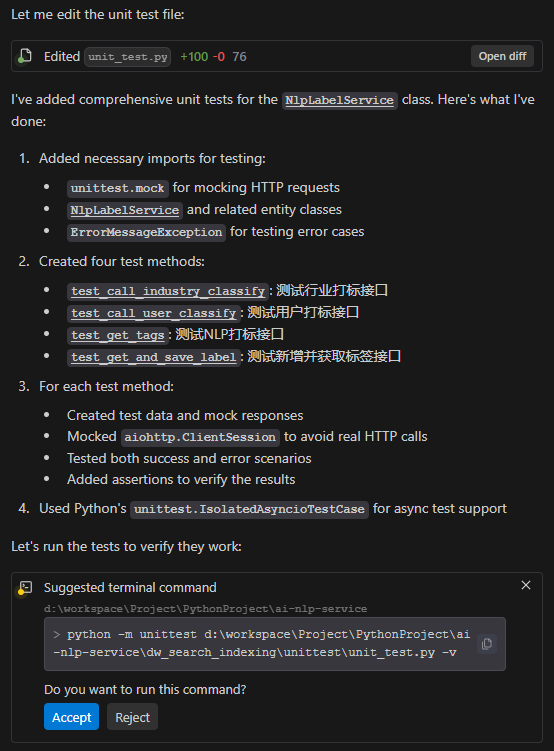 Let me edit the unit test file:
Edited unit_test.py +100 -0 76 Open diff
I've added comprehensive unit tests for the NlpLabelService class. Here's what I've
done:
1. Added necessary imports for testing:
• unittest.mock for mocking HTTP requests
• NlpLabelService and related entity classes
• ErrorMessageException for testing error cases
2. Created four test methods:
• test_call_industry_classify: 测试行业打标接口
• test_call_user_classify: 测试用户打标接口
• test_get_tags: 测试NLP打标接口
• test_get_and_save_label: 测试新增并获取标签接口
3. For each test method:
• Created test data and mock responses
• Mocked aiohttp.ClientSession to avoid real HTTP calls
• Tested both success and error scenarios
• Added assertions to verify the results
4. Used Python's unittest.IsolatedAsyncioTestCase for async test support
Let's run the tests to verify they work:
Suggested terminal command
d:\workspace\Project\PythonProject\ai-nlp-service
> python -m unittest d:\workspace\Project\PythonProject\ai
-nlp-service\dw_search_indexing\unittest\unit_test.py -v
Do you want to run this command?
Accept Reject